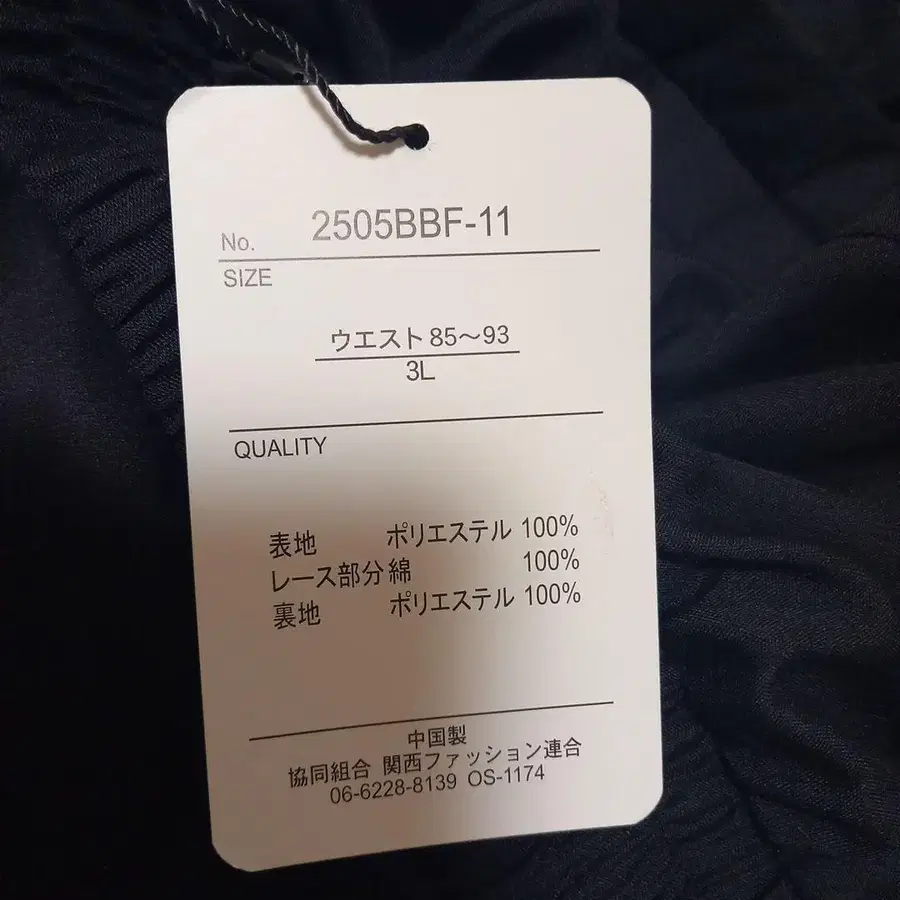 No. 2505BBF-11
SIZE
ウエスト85〜93
3L
QUALITY
表地 ポリエステル 100%
レース部分 綿 100%
裏地 ポリエステル 100%
中国製
協同組合 関西ファッション連合
06-6228-8139 OS-1174